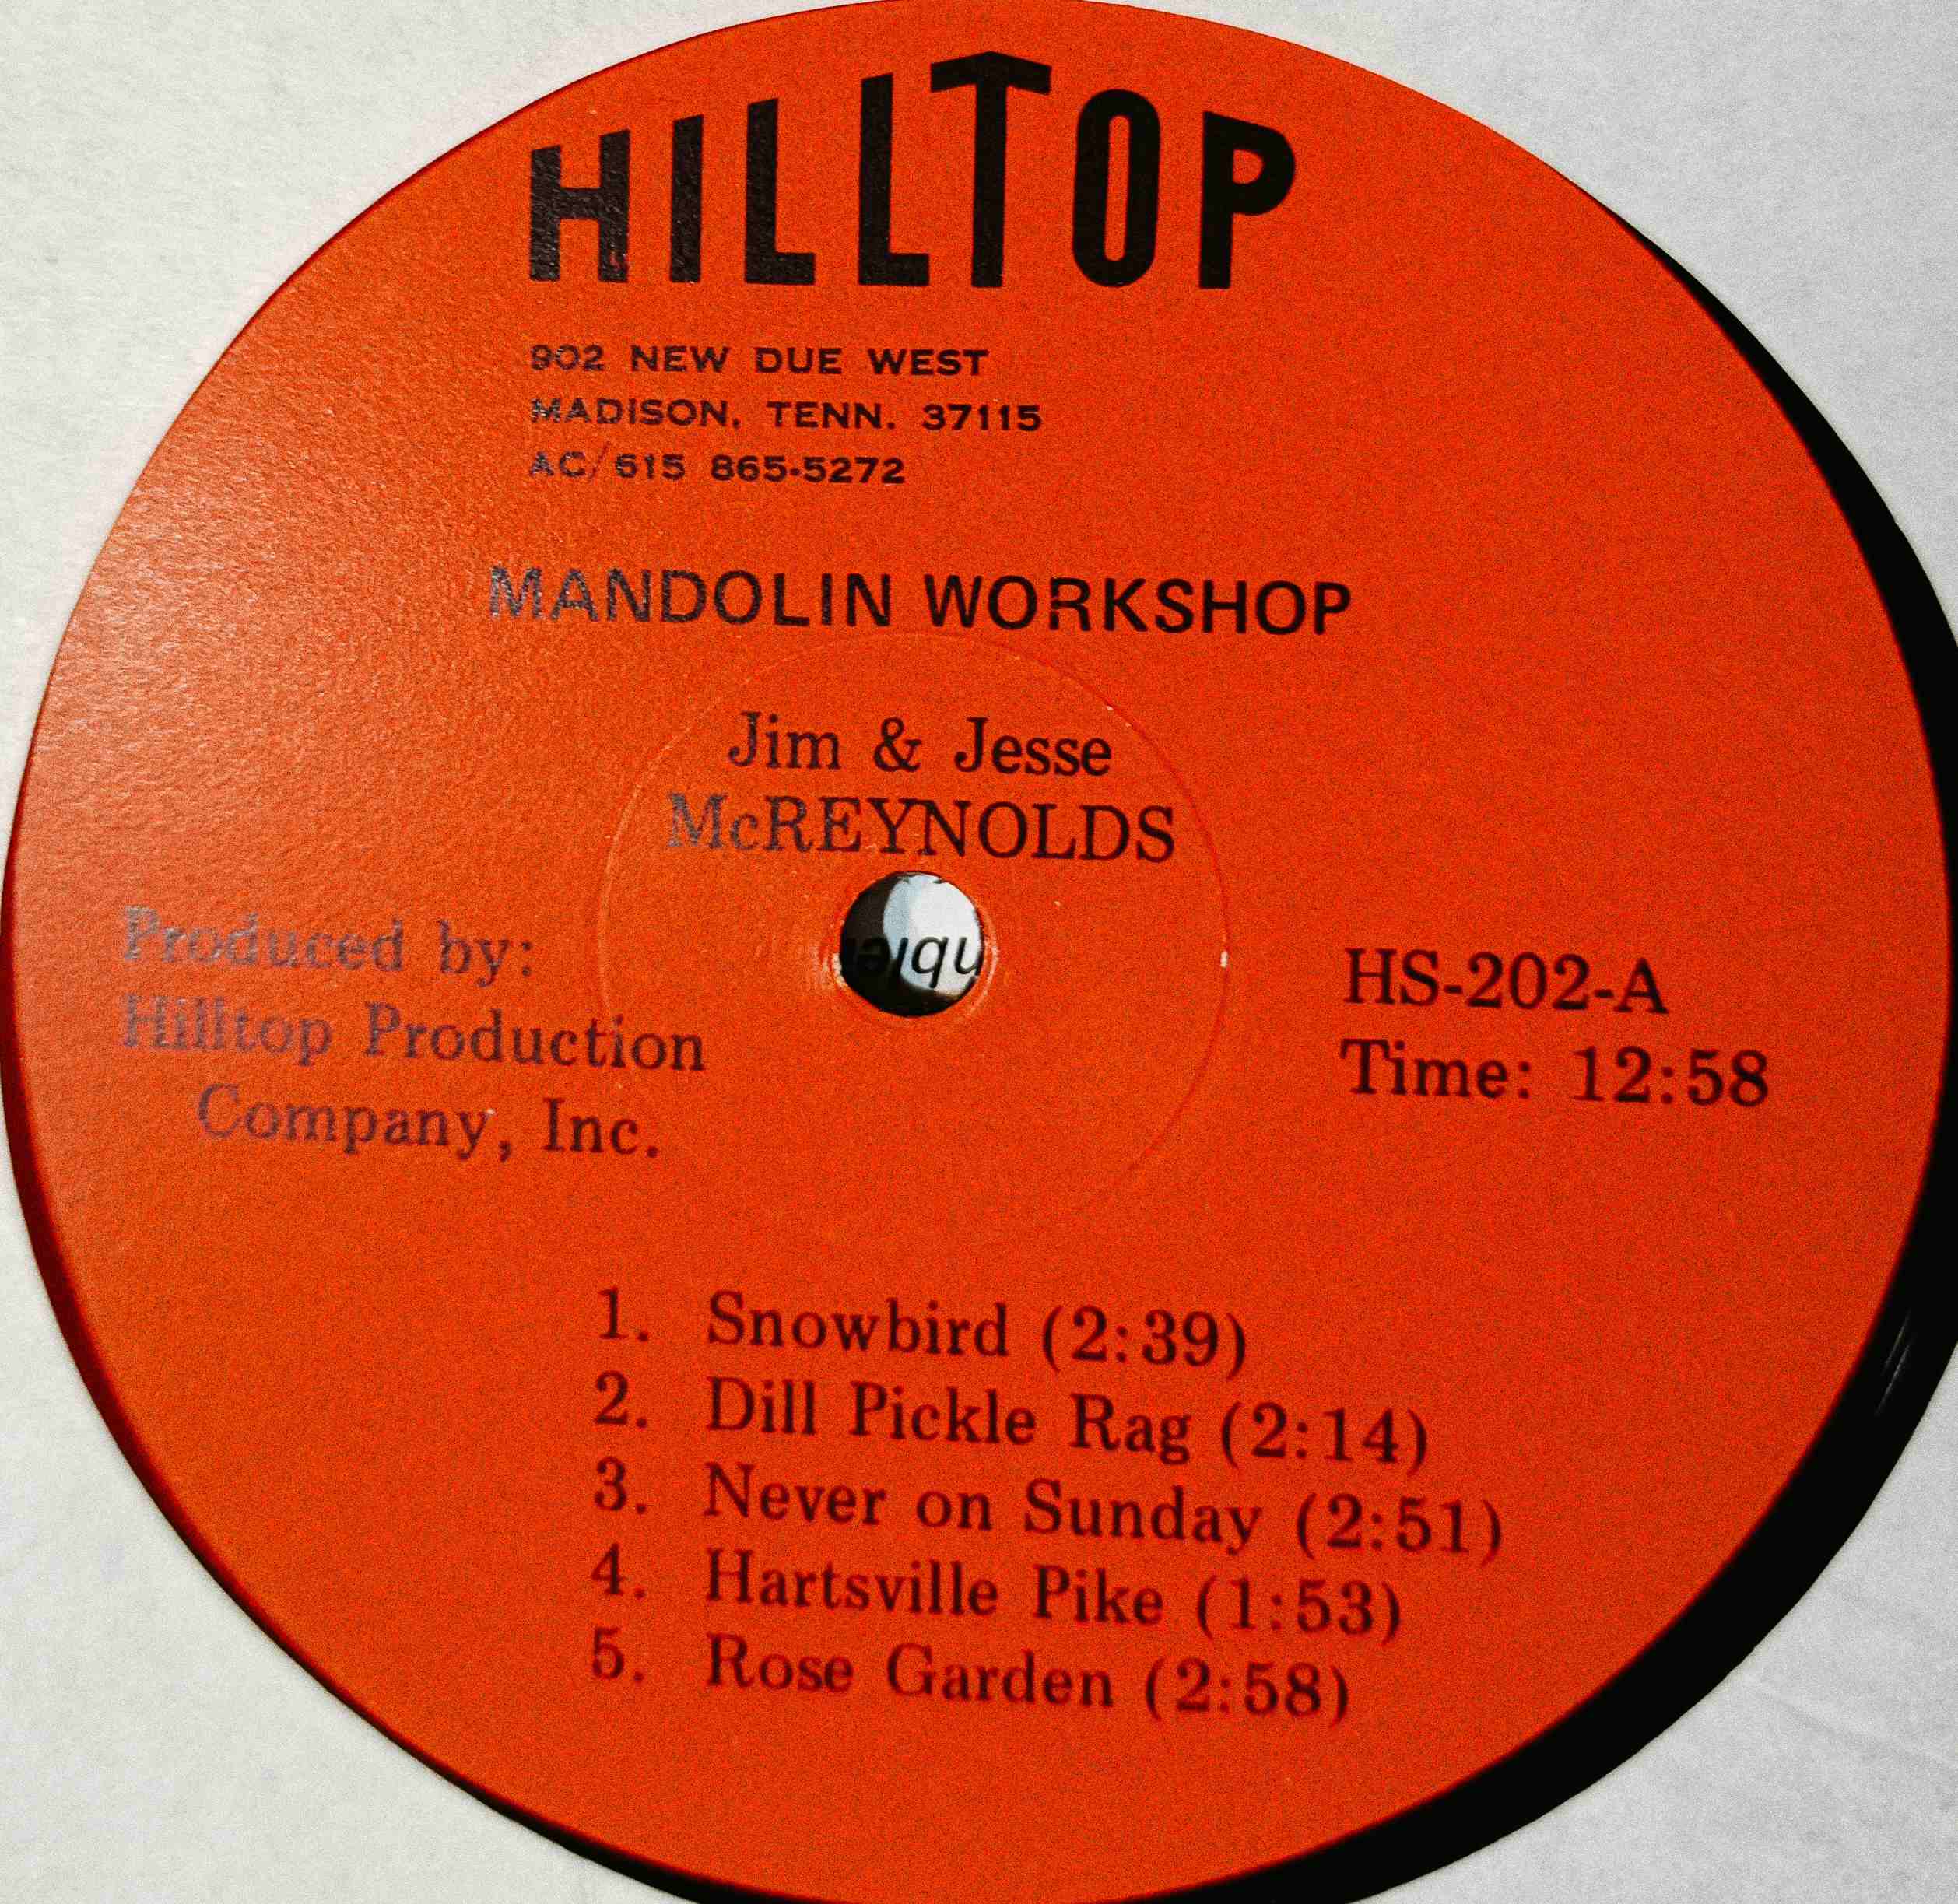 HILLTOP
902 NEW DUE WEST
MADISON, TENN. 37115
AC/615 865-5272
MANDOLIN WORKSHOP
Jim & Jesse
McREYNOLDS
Produced by:
Hilltop Production
Company, Inc.
HS-202-A
Time: 12:58
1. Snowbird (2:39)
2. Dill Pickle Rag (2:14)
3. Never on Sunday (2:51)
4. Hartsville Pike (1:53)
5. Rose Garden (2:58)